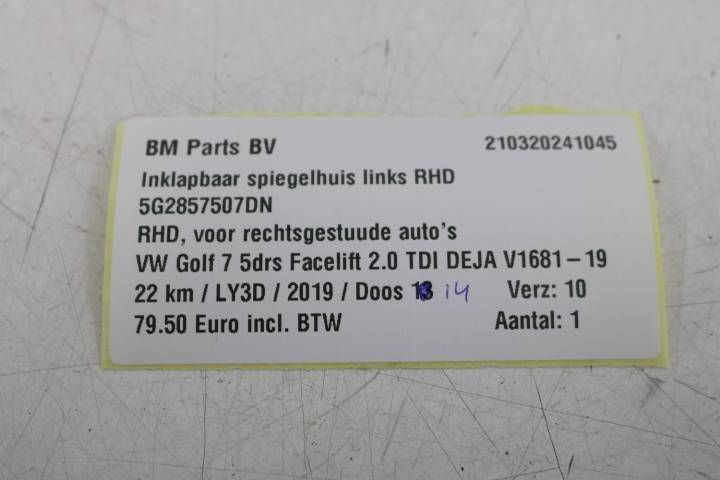 BM Parts BV 210320241045
Inklapbaar spiegelhuis links RHD
5G2857507DN
RHD, voor rechtsgestuude auto's
VW Golf 7 5drs Facelift 2.0 TDI DEJA V1681-19
22 km / LY3D / 2019 / Doos 14 Verz: 10
79.50 Euro incl. BTW Aantal: 1